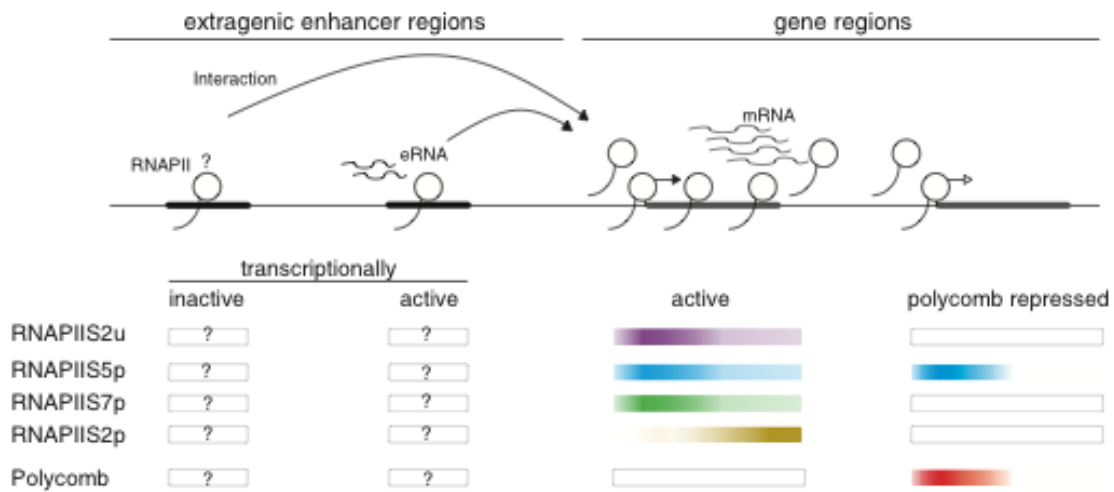 extragenic enhancer regions gene regions
Interaction
mRNA
RNAPII ? eRNA
transcriptionally
inactive active active polycomb repressed
RNAPIIS2u ? ?
RNAPIIS5p ? ?
RNAPIIS7p ? ?
RNAPIIS2p ? ?
Polycomb ? ?